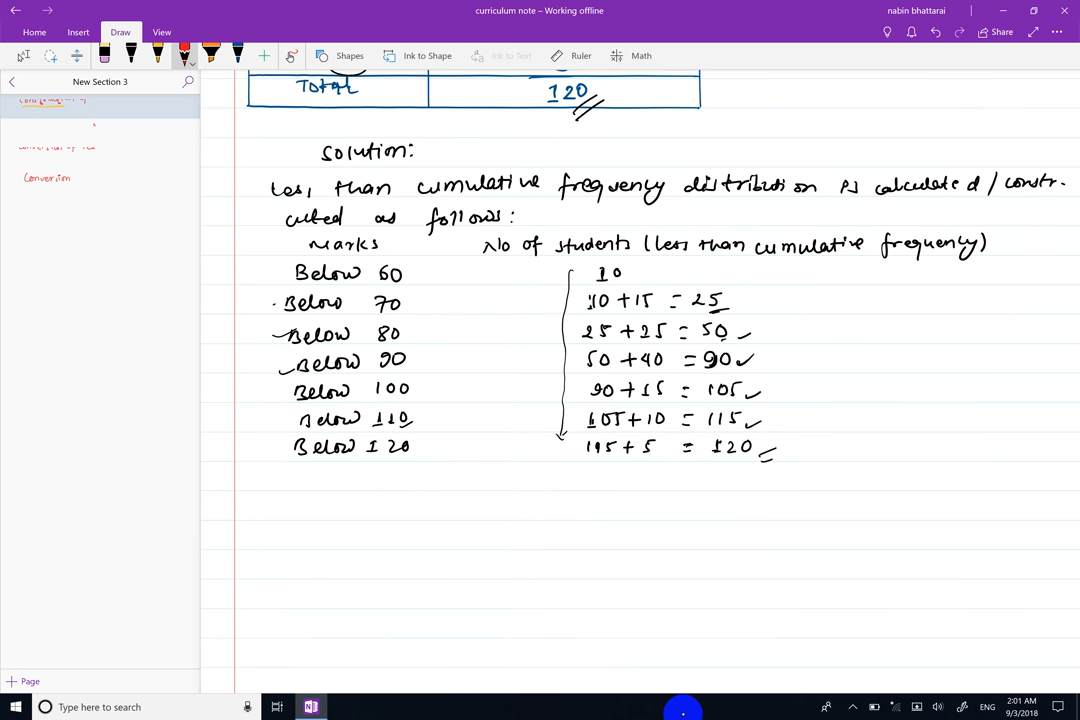 curriculum note – Working offline
nabin bhattarai
Home Insert Draw View
Share
Shapes Ink to Shape Ink to Text Ruler Math
New Section 3
Conversion
Page
Total 120
Solution:
Less than cumulative frequency distribution is calculated/constr-
ucted as follows:
Marks No of students (less than cumulative frequency)
Below 60 10
Below 70 10 + 15 = 25
Below 80 25 + 25 = 50
Below 90 50 + 40 = 90
Below 100 90 + 15 = 105
Below 110 105 + 10 = 115
Below 120 115 + 5 = 120
Type here to search
ENG
2:01 AM
9/3/2018